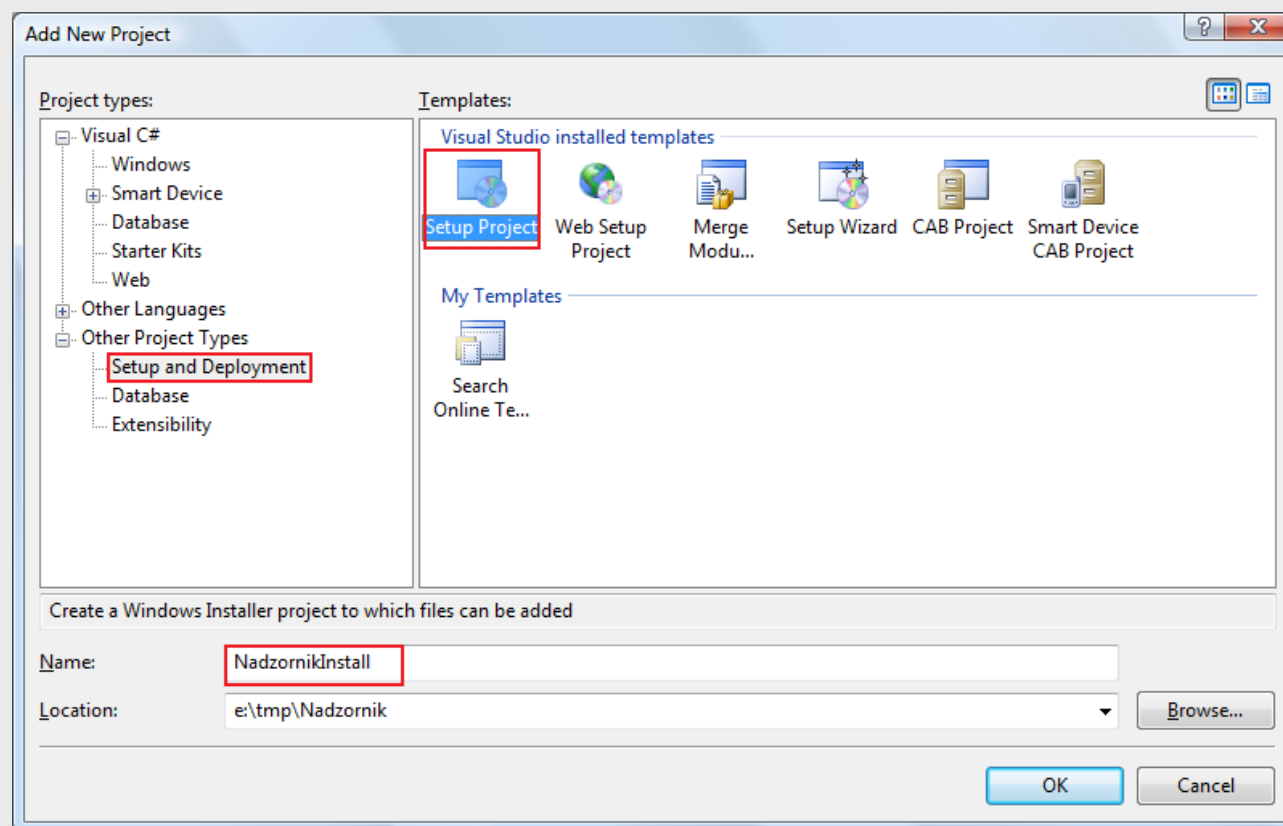 Add New Project
Project types:
Templates:
Visual C#
Windows
Smart Device
Database
Starter Kits
Web
Other Languages
Other Project Types
Setup and Deployment
Database
Extensibility
Visual Studio installed templates
Setup Project
Web Setup
Project
Merge
Modu...
Setup Wizard
CAB Project
Smart Device
CAB Project
My Templates
Search
Online Te...
Create a Windows Installer project to which files can be added
Name:
NadzornikInstall
Location:
e:\tmp\Nadzornik
Browse...
OK
Cancel